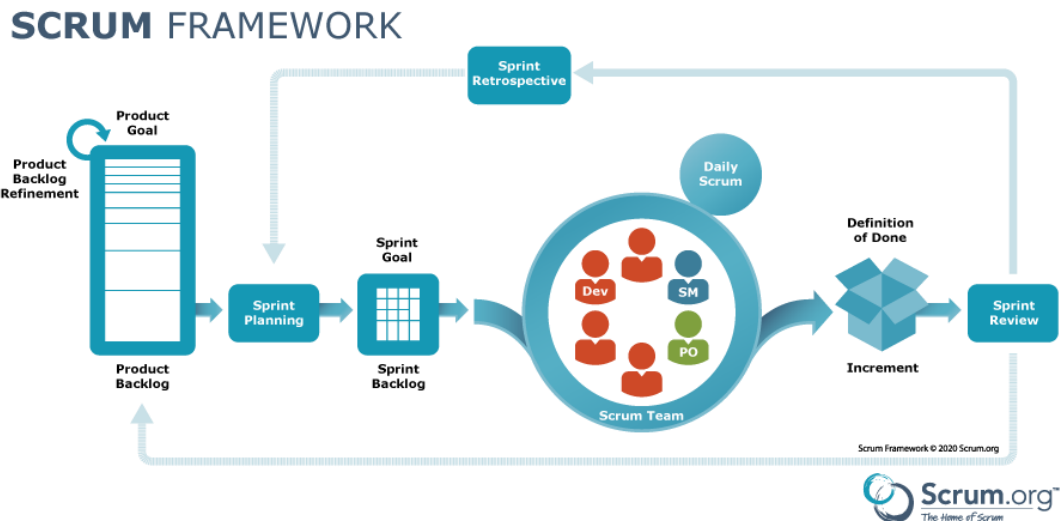 SCRUM FRAMEWORK
Sprint
Retrospective
Product
Goal
Product
Backlog
Refinement
Daily
Scrum
Sprint
Goal
Definition
of Done
Dev
SM
Sprint
Planning
Sprint
Review
PO
Product
Backlog
Sprint
Backlog
Increment
Scrum Team
Scrum Framework © 2020 Scrum.org
Scrum.org™
The Home of Scrum